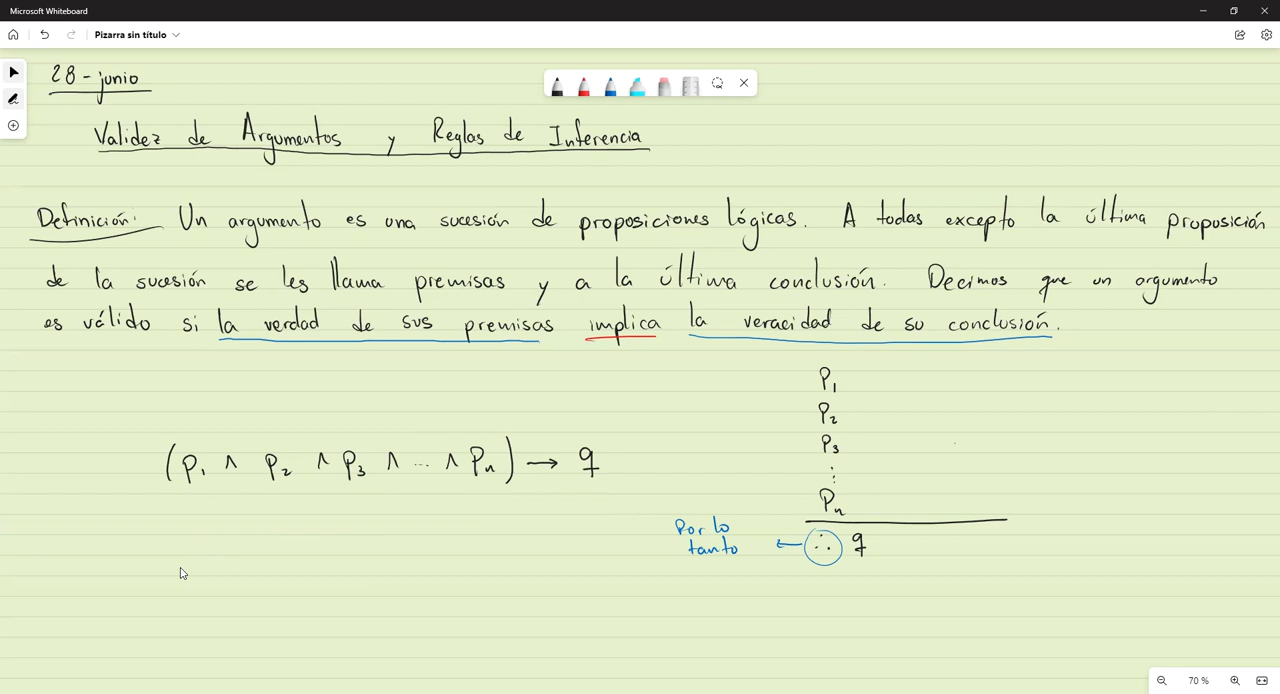 Microsoft Whiteboard
Pizarra sin título
28 - junio
Validez de Argumentos y Reglas de Inferencia
Definición: Un argumento es una sucesión de proposiciones lógicas. A todas excepto la última proposición
de la sucesión se les llama premisas y a la última conclusión. Decimos que un argumento
es válido si la verdad de sus premisas implica la veracidad de su conclusión.
(p₁ ∧ p₂ ∧ p₃ ∧ ... ∧ pₙ) → q
p₁
p₂
p₃
⋮
pₙ
Por lo
tanto ← ∴ q
70 %